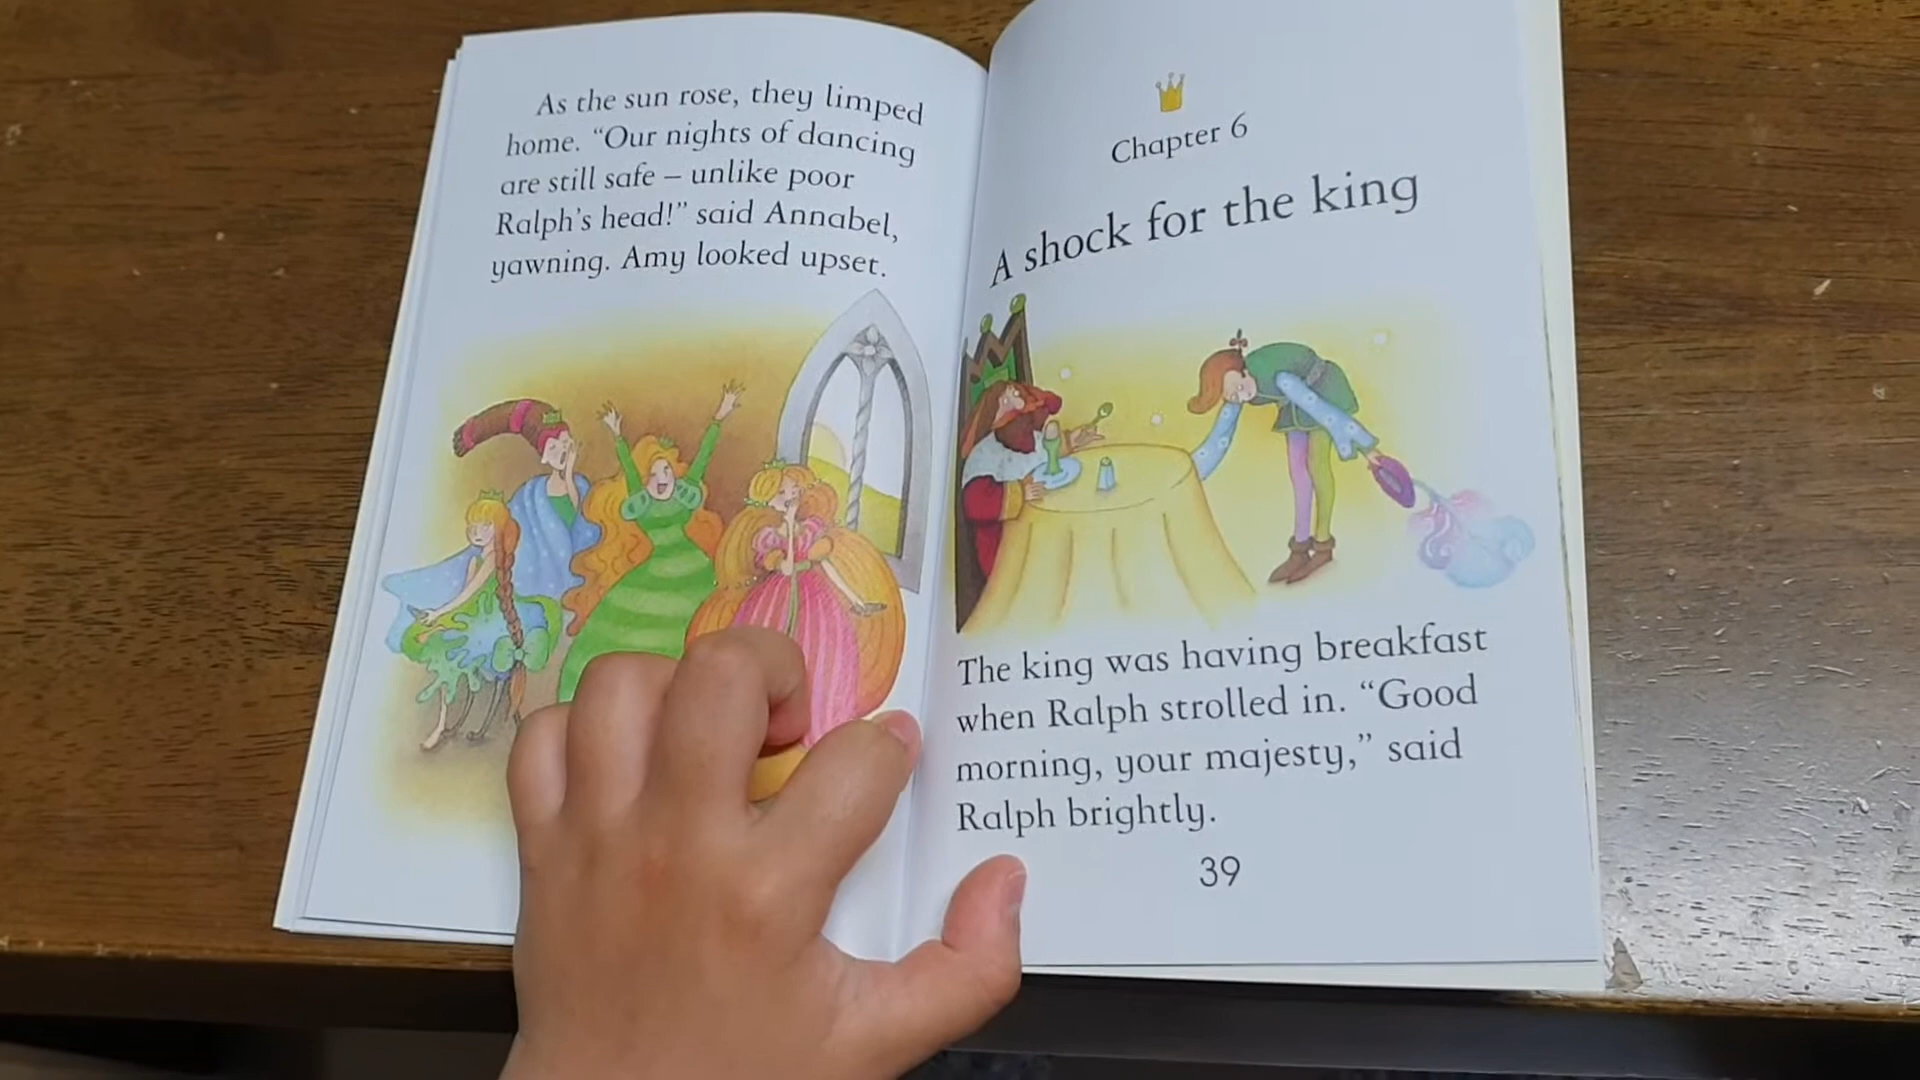 As the sun rose, they limped
home. “Our nights of dancing
are still safe – unlike poor
Ralph’s head!” said Annabel,
yawning. Amy looked upset.
Chapter 6
A shock for the king
The king was having breakfast
when Ralph strolled in. “Good
morning, your majesty,” said
Ralph brightly.
39